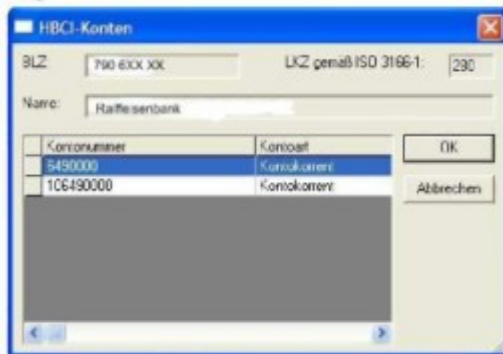 HBCI-Konten
BLZ 790 6XX XX LKZ gemäß ISO 3166-1: 280
Name: Raiffeisenbank
Kontonummer Kontoart OK
6490000 Kontokorrent
106490000 Kontokorrent Abbrechen